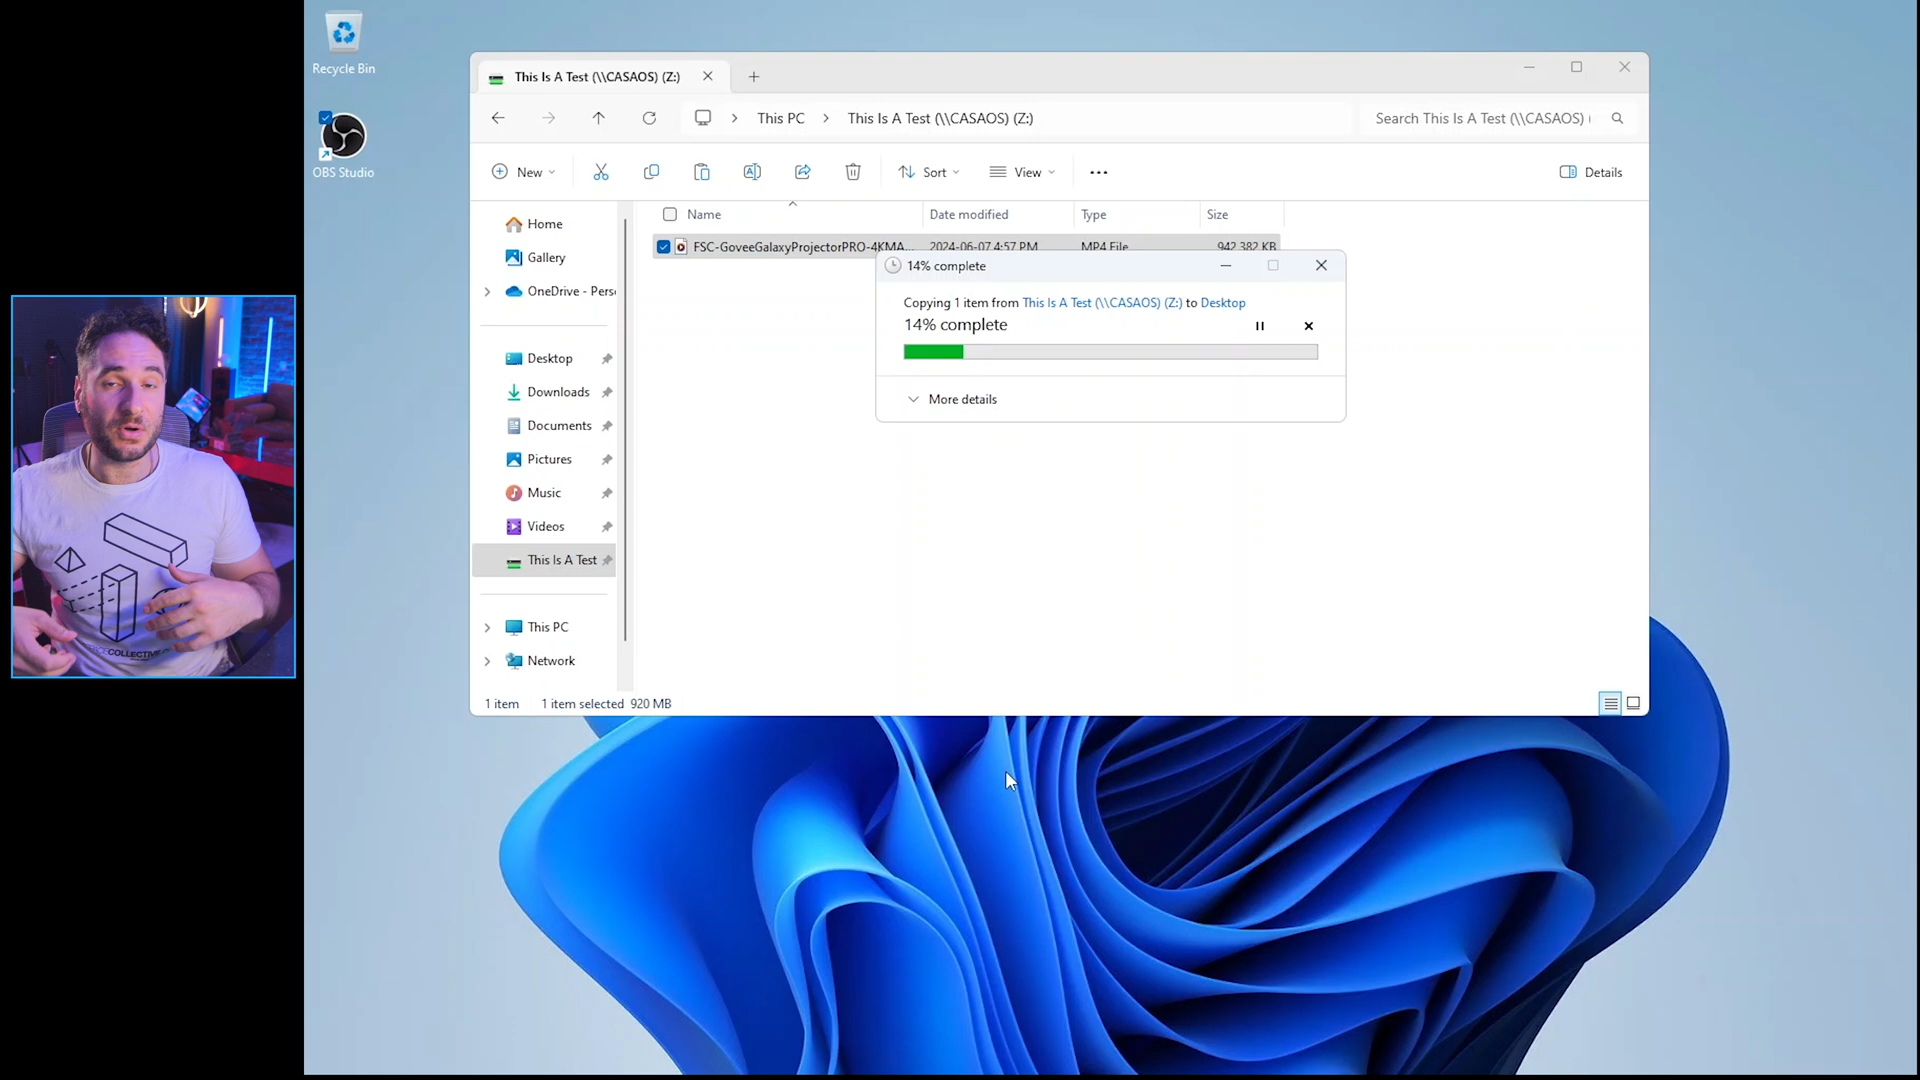 Recycle Bin
OBS Studio
This Is A Test (\\CASAOS) (Z:)
This PC
This Is A Test (\\CASAOS) (Z:)
Search This Is A Test (\\CASAOS) (
New
Sort
View
Details
Home
Gallery
OneDrive - Pers
Desktop
Downloads
Documents
Pictures
Music
Videos
This Is A Test
This PC
Network
Name
Date modified
Type
Size
FSC-GoveeGalaxyProjectorPRO-4KMA...
2024-06-07 4:57 PM
MP4 File
942,382 KB
14% complete
Copying 1 item from This Is A Test (\\CASAOS) (Z:) to Desktop
14% complete
More details
1 item
1 item selected 920 MB